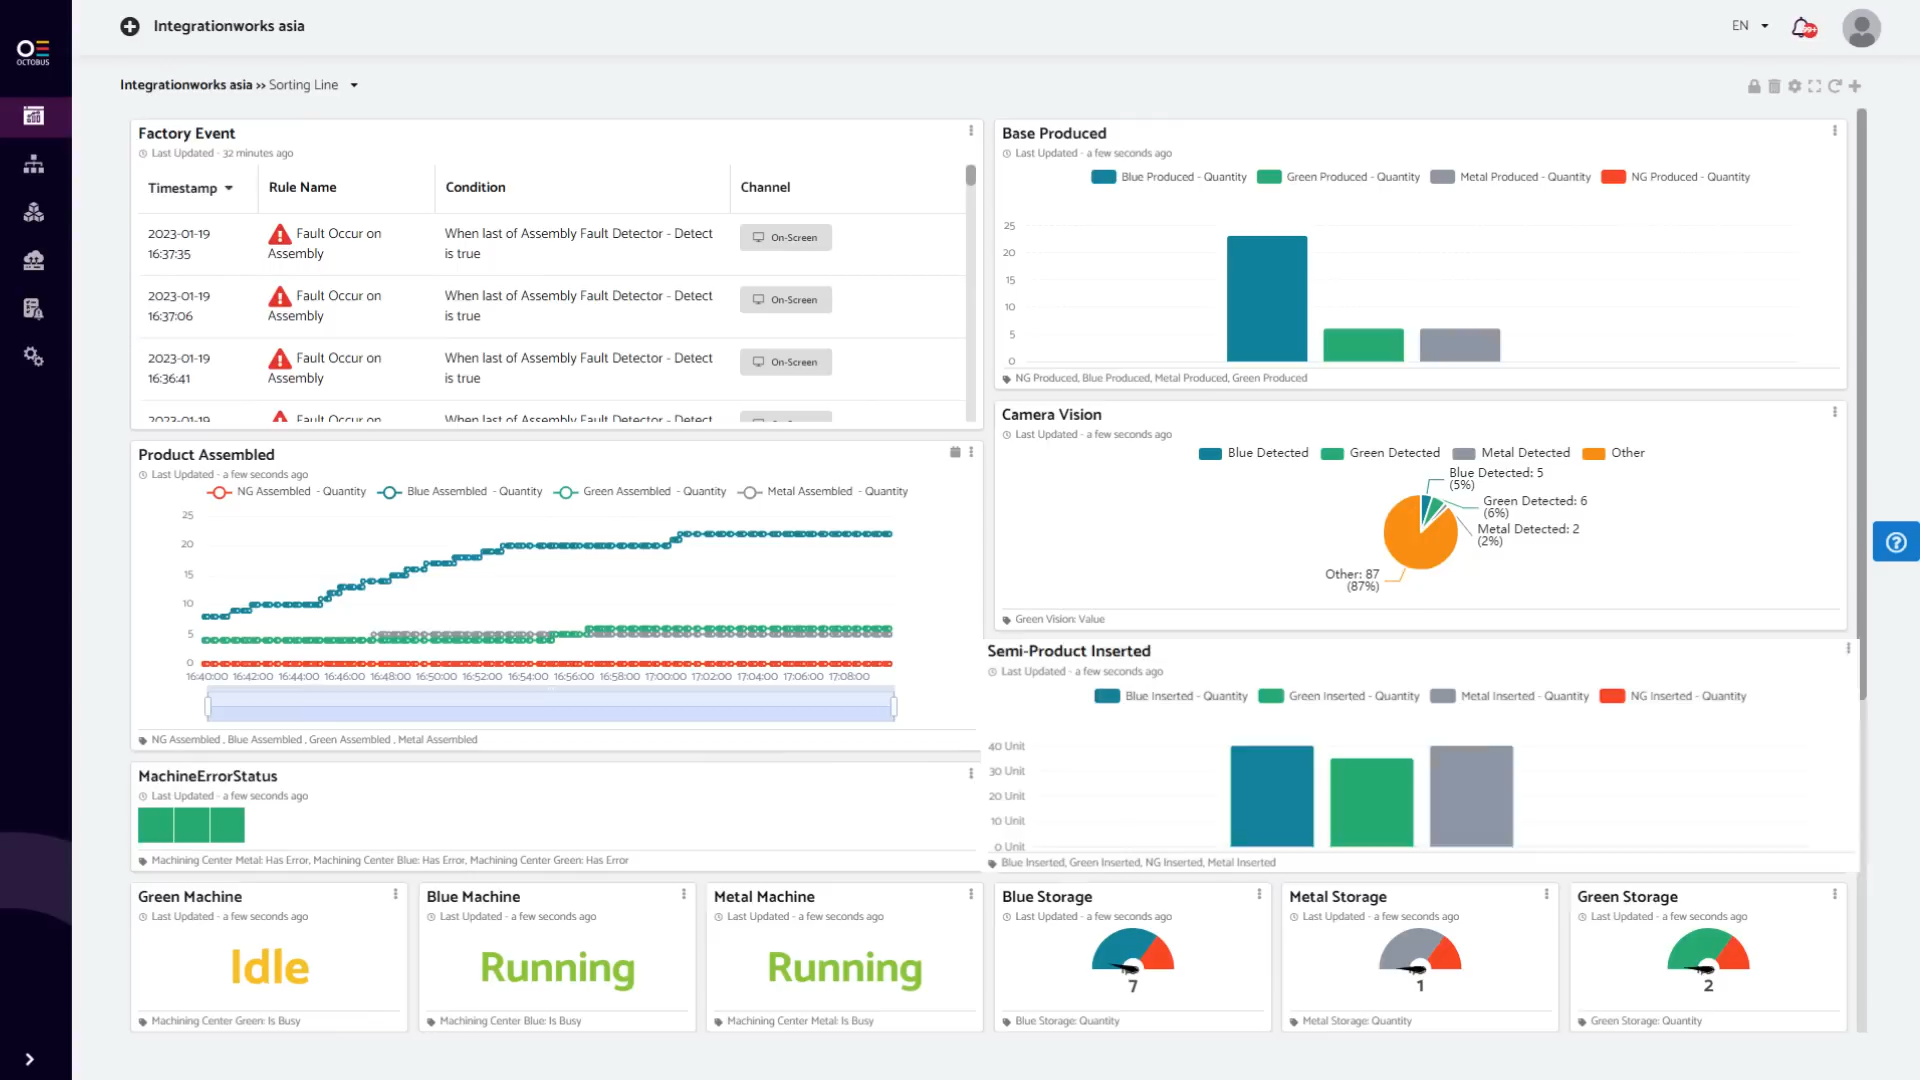 Integrationworks asia
EN
99+
OCTOBUS
Integrationworks asia >> Sorting Line
Factory Event
Last Updated - 32 minutes ago
Timestamp Rule Name Condition Channel
2023-01-19 16:37:35 Fault Occur on Assembly When last of Assembly Fault Detector - Detect is true On-Screen
2023-01-19 16:37:06 Fault Occur on Assembly When last of Assembly Fault Detector - Detect is true On-Screen
2023-01-19 16:36:41 Fault Occur on Assembly When last of Assembly Fault Detector - Detect is true On-Screen
2023-01-19 Fault Occur on When last of Assembly Fault Detector - Detect
Base Produced
Last Updated - a few seconds ago
Blue Produced - Quantity Green Produced - Quantity Metal Produced - Quantity NG Produced - Quantity
25
20
15
10
5
0
NG Produced, Blue Produced, Metal Produced, Green Produced
Camera Vision
Last Updated - a few seconds ago
Blue Detected Green Detected Metal Detected Other
Blue Detected: 5
(5%)
Green Detected: 6
(6%)
Metal Detected: 2
(2%)
Other: 87
(87%)
Green Vision: Value
Product Assembled
Last Updated - a few seconds ago
NG Assembled - Quantity Blue Assembled - Quantity Green Assembled - Quantity Metal Assembled - Quantity
25
20
15
10
5
0
16:40:00 16:42:00 16:44:00 16:46:00 16:48:00 16:50:00 16:52:00 16:54:00 16:56:00 16:58:00 17:00:00 17:02:00 17:04:00 17:06:00 17:08:00
NG Assembled , Blue Assembled , Green Assembled , Metal Assembled
Semi-Product Inserted
Last Updated - a few seconds ago
Blue Inserted - Quantity Green Inserted - Quantity Metal Inserted - Quantity NG Inserted - Quantity
40 Unit
30 Unit
20 Unit
10 Unit
0 Unit
Blue Inserted, Green Inserted, NG Inserted, Metal Inserted
MachineErrorStatus
Last Updated - a few seconds ago
Machining Center Metal: Has Error, Machining Center Blue: Has Error, Machining Center Green: Has Error
Green Machine
Last Updated - a few seconds ago
Idle
Machining Center Green: Is Busy
Blue Machine
Last Updated - a few seconds ago
Running
Machining Center Blue: Is Busy
Metal Machine
Last Updated - a few seconds ago
Running
Machining Center Metal: Is Busy
Blue Storage
Last Updated - a few seconds ago
7
Blue Storage: Quantity
Metal Storage
Last Updated - a few seconds ago
1
Metal Storage: Quantity
Green Storage
Last Updated - a few seconds ago
2
Green Storage: Quantity